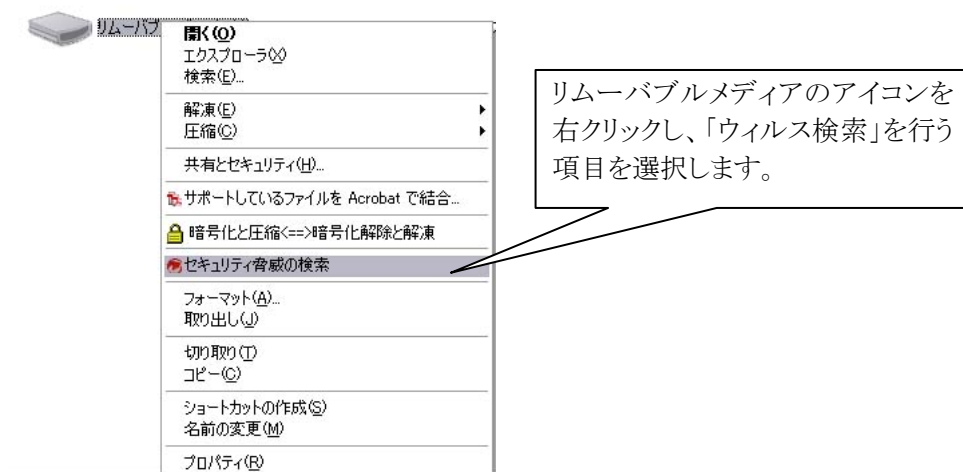 リムーバブ
開く(O)
エクスプローラ(X)
検索(E)...
解凍(E)
圧縮(C)
共有とセキュリティ(H)...
サポートしているファイルを Acrobat で結合...
暗号化と圧縮<==>暗号化解除と解凍
セキュリティ脅威の検索
フォーマット(A)...
取り出し(J)
切り取り(T)
コピー(C)
ショートカットの作成(S)
名前の変更(M)
プロパティ(R)
リムーバブルメディアのアイコンを
右クリックし、「ウィルス検索」を行う
項目を選択します。